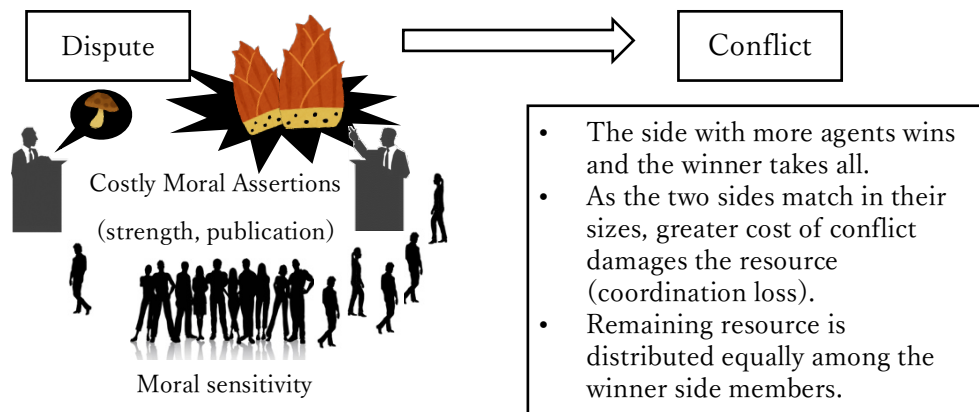 Dispute
Conflict
Costly Moral Assertions
(strength, publication)
Moral sensitivity
• The side with more agents wins
and the winner takes all.
• As the two sides match in their
sizes, greater cost of conflict
damages the resource
(coordination loss).
• Remaining resource is
distributed equally among the
winner side members.